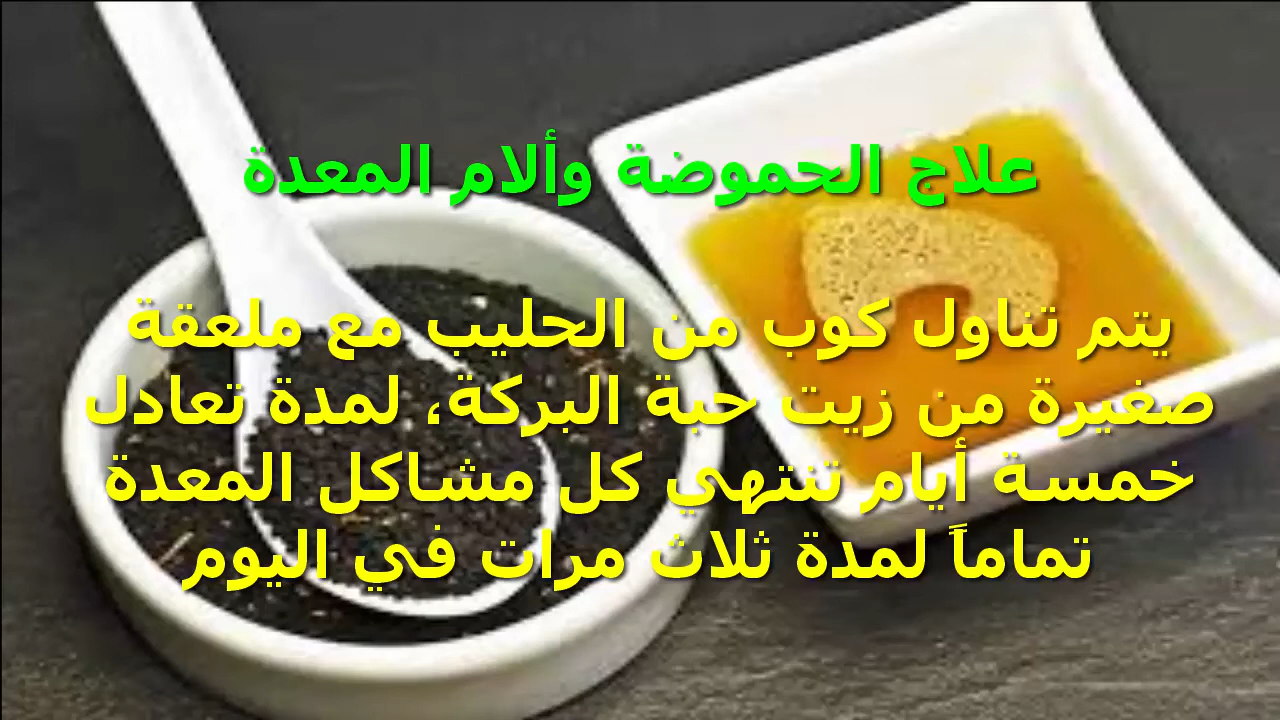 علاج الحموضة وألام المعدة
يتم تناول كوب من الحليب مع ملعقة
صغيرة من زيت حبة البركة، لمدة تعادل
خمسة أيام تنتهي كل مشاكل المعدة
تماماً لمدة ثلاث مرات في اليوم